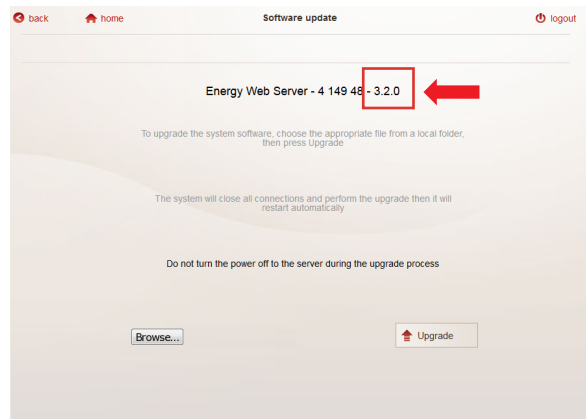 back
home
Software update
logout
Energy Web Server - 4 149 48 - 3.2.0
To upgrade the system software, choose the appropriate file from a local folder,
then press Upgrade
The system will close all connections and perform the upgrade then it will
restart automatically
Do not turn the power off to the server during the upgrade process
Browse...
Upgrade